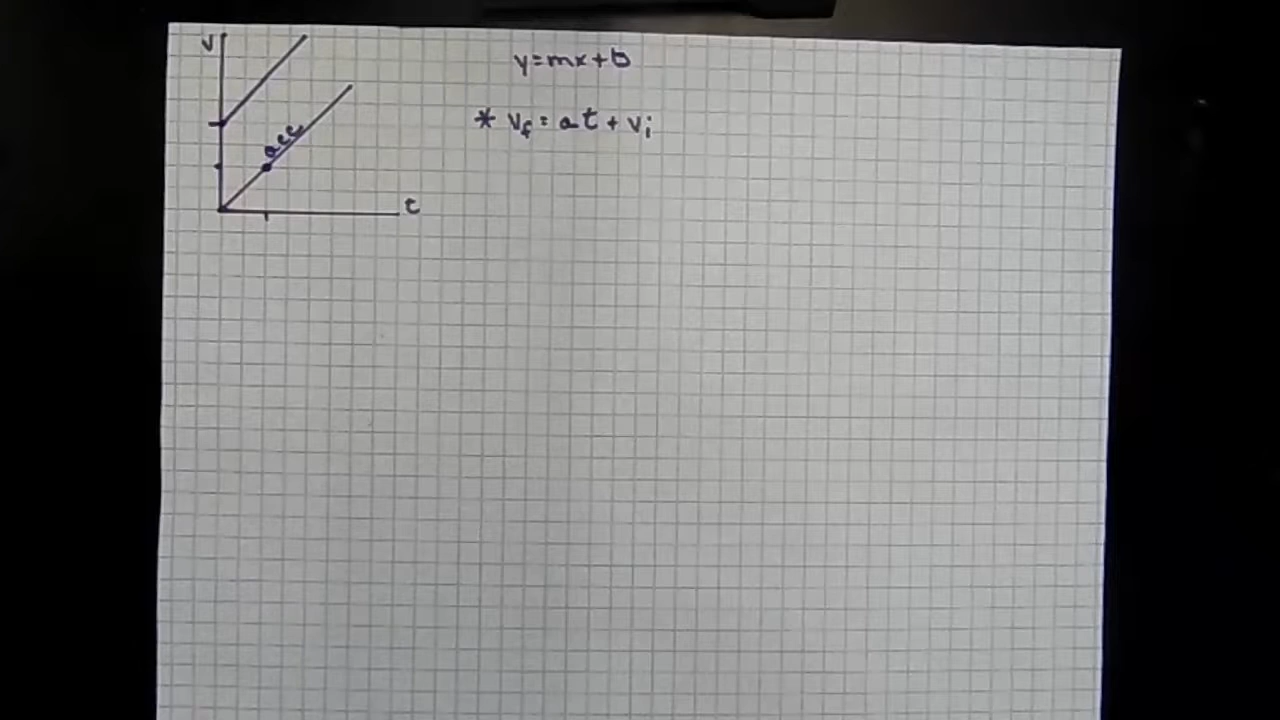 v
y=mx+b
* vf = at + vi
acc
t